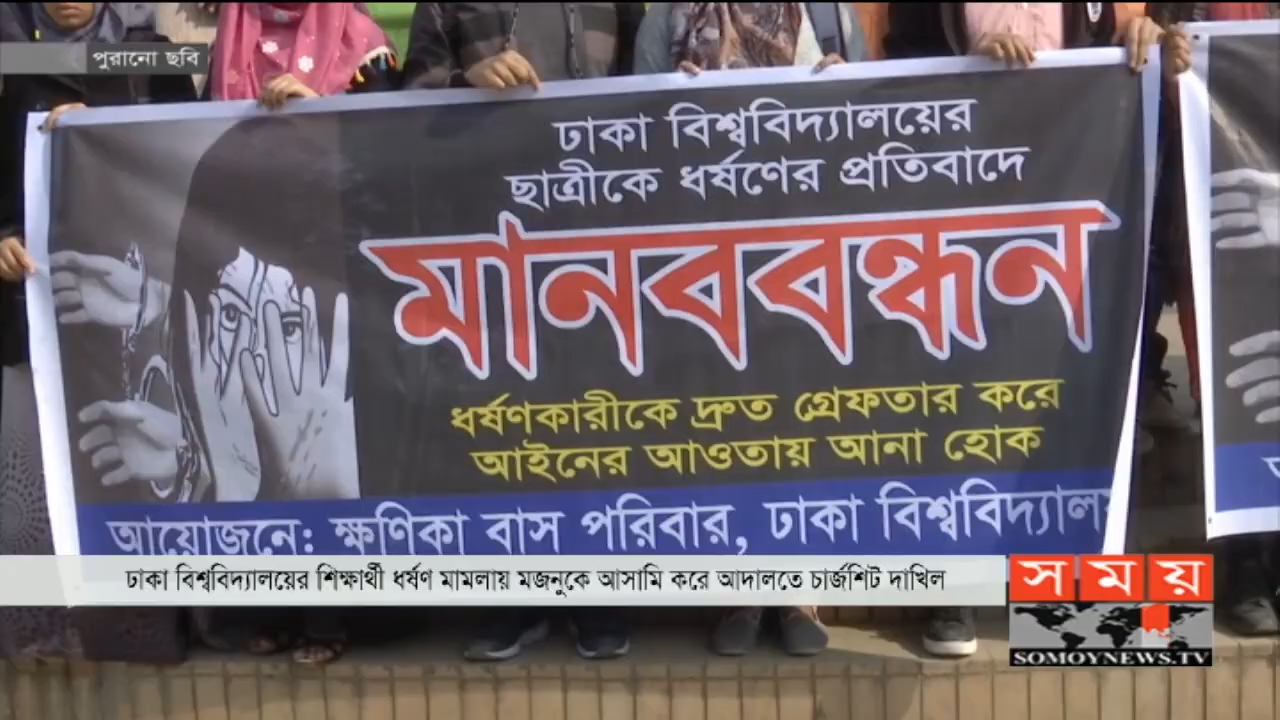 পুরানো ছবি
ঢাকা বিশ্ববিদ্যালয়ের
ছাত্রীকে ধর্ষণের প্রতিবাদে
মানববন্ধন
ধর্ষণকারীকে দ্রুত গ্রেফতার করে
আইনের আওতায় আনা হোক
আয়োজনে: ক্ষণিকা বাস পরিবার, ঢাকা
ঢাকা বিশ্ববিদ্যালয়ের শিক্ষার্থী ধর্ষণ মামলায় মজনুকে আসামি করে আদালতে চার্জশিট দাখিল
সময়
SOMOYNEWS.TV